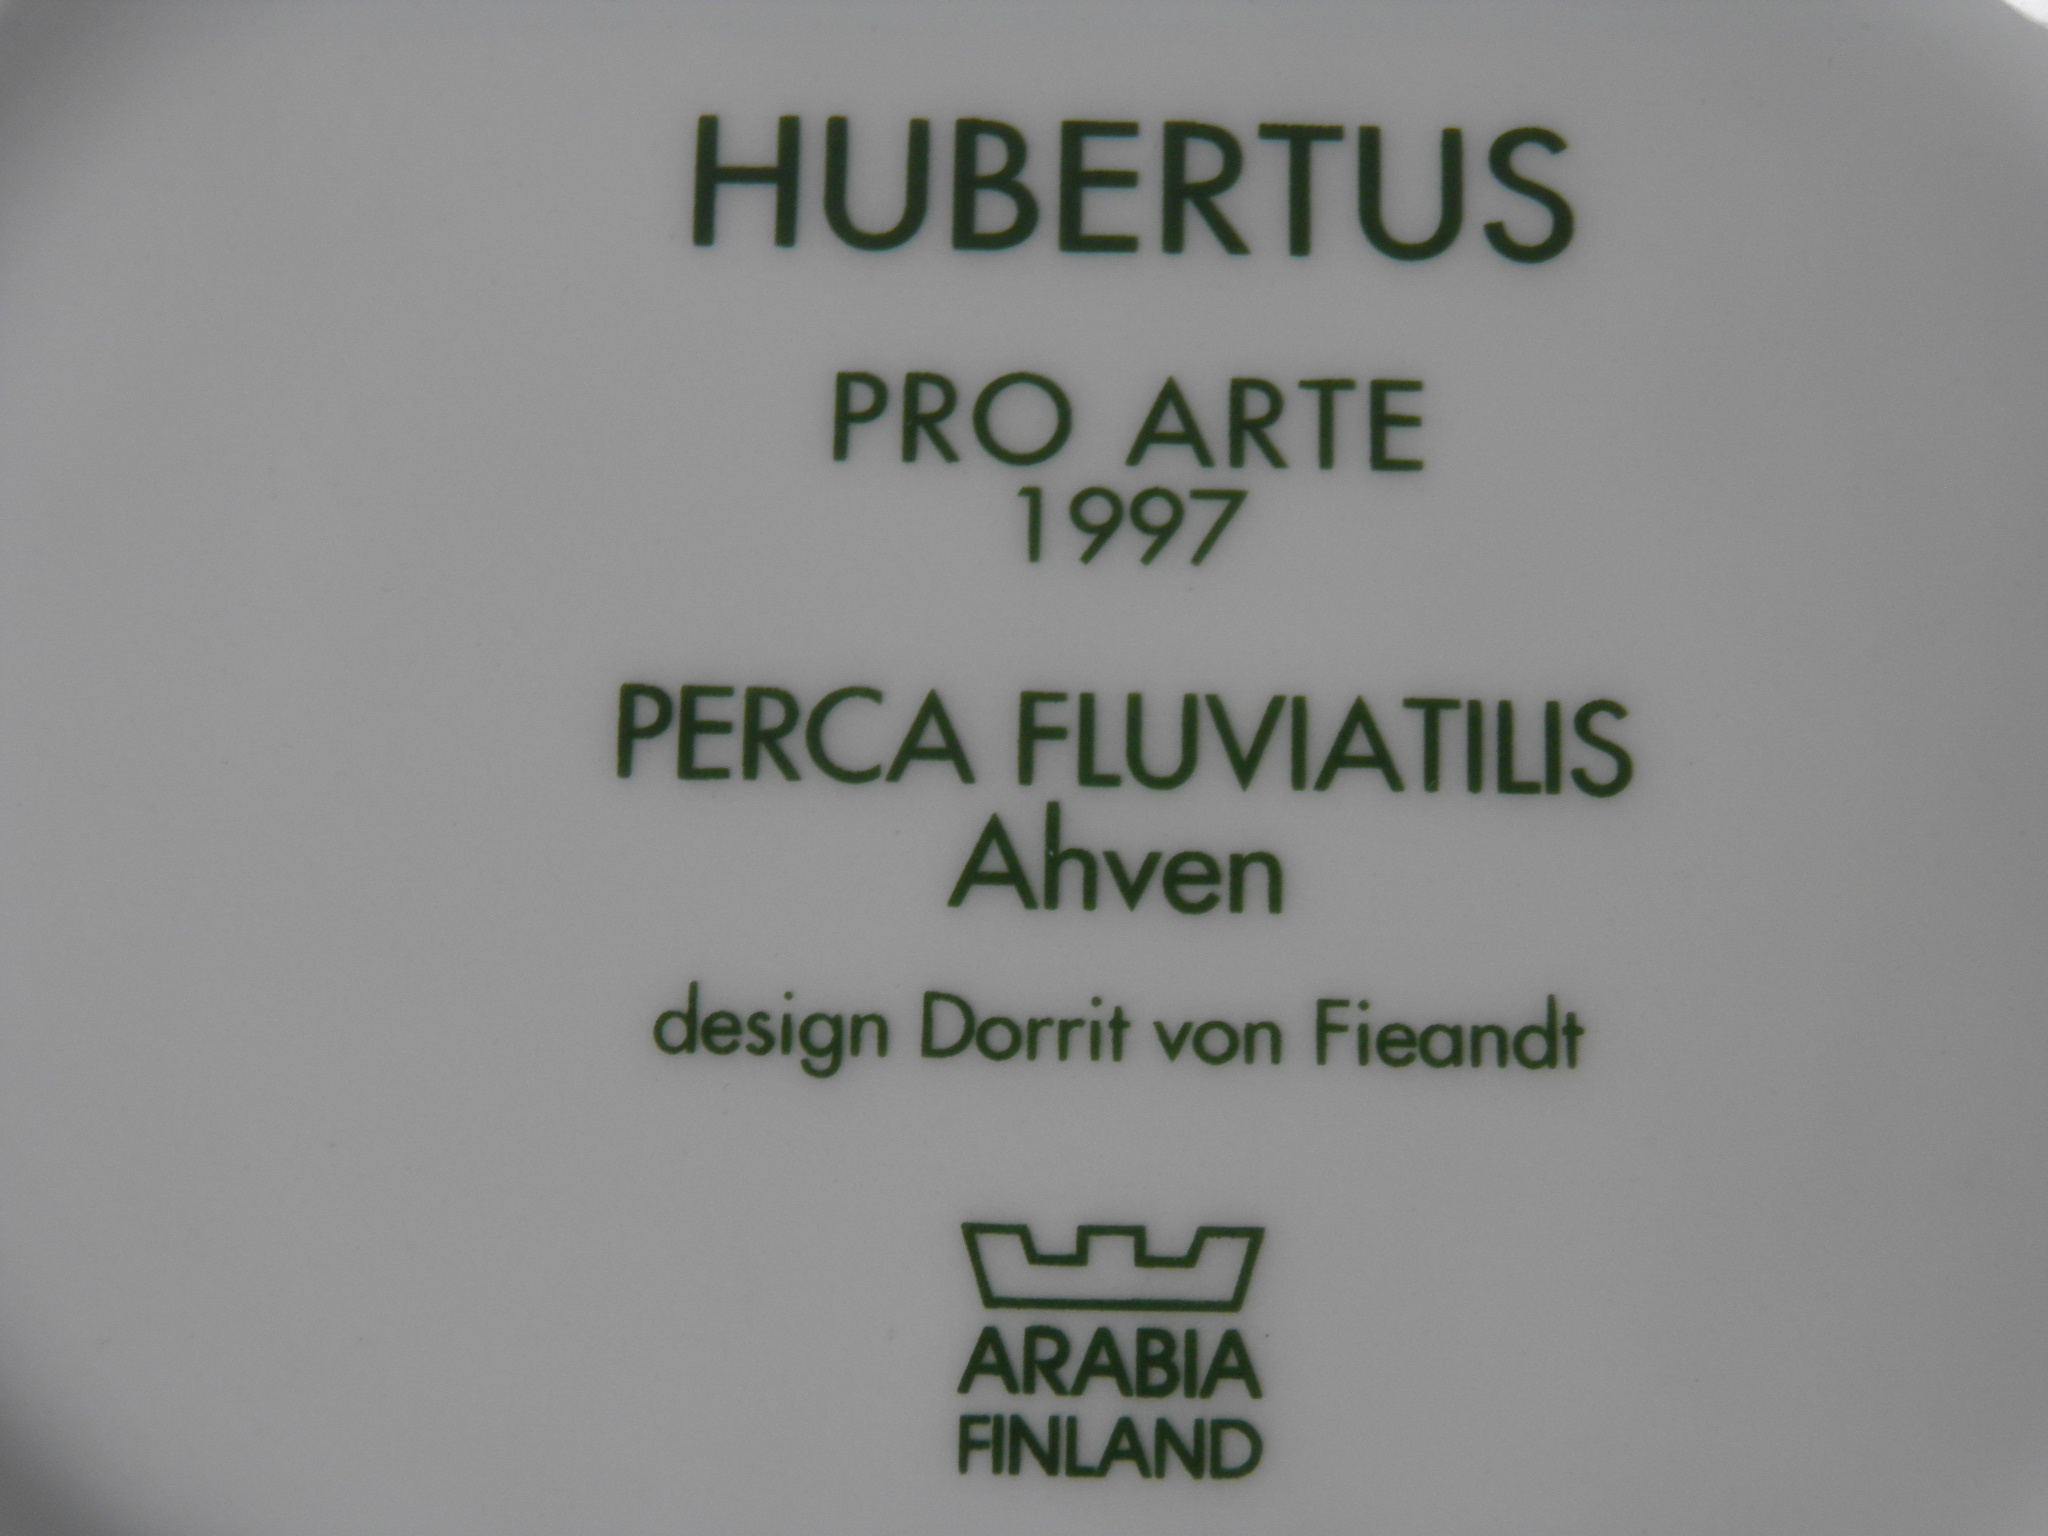 HUBERTUS
PRO ARTE
1997
PERCA FLUVIATILIS
Ahven
design Dorrit von Fieandt
ARABIA
FINLAND